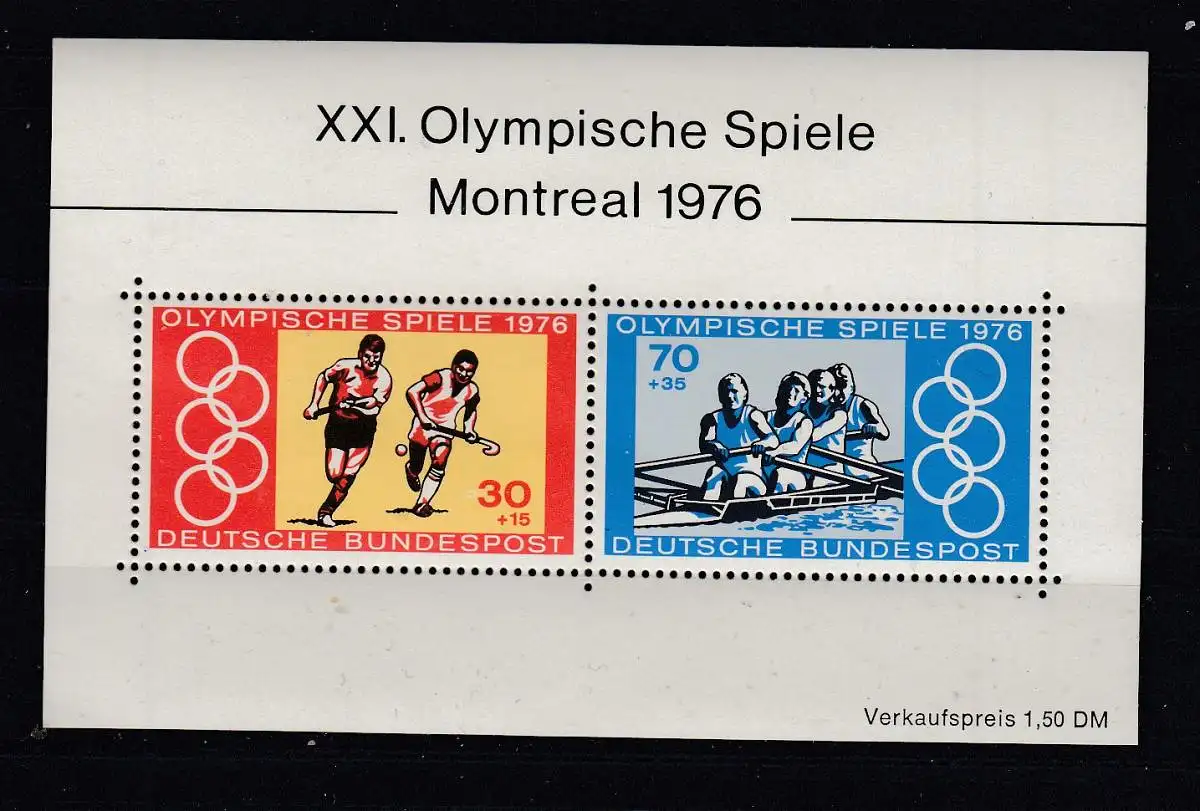 XXI. Olympische Spiele
Montreal 1976
OLYMPISCHE SPIELE 1976
30
+15
DEUTSCHE BUNDESPOST
OLYMPISCHE SPIELE 1976
70
+35
DEUTSCHE BUNDESPOST
Verkaufspreis 1,50 DM